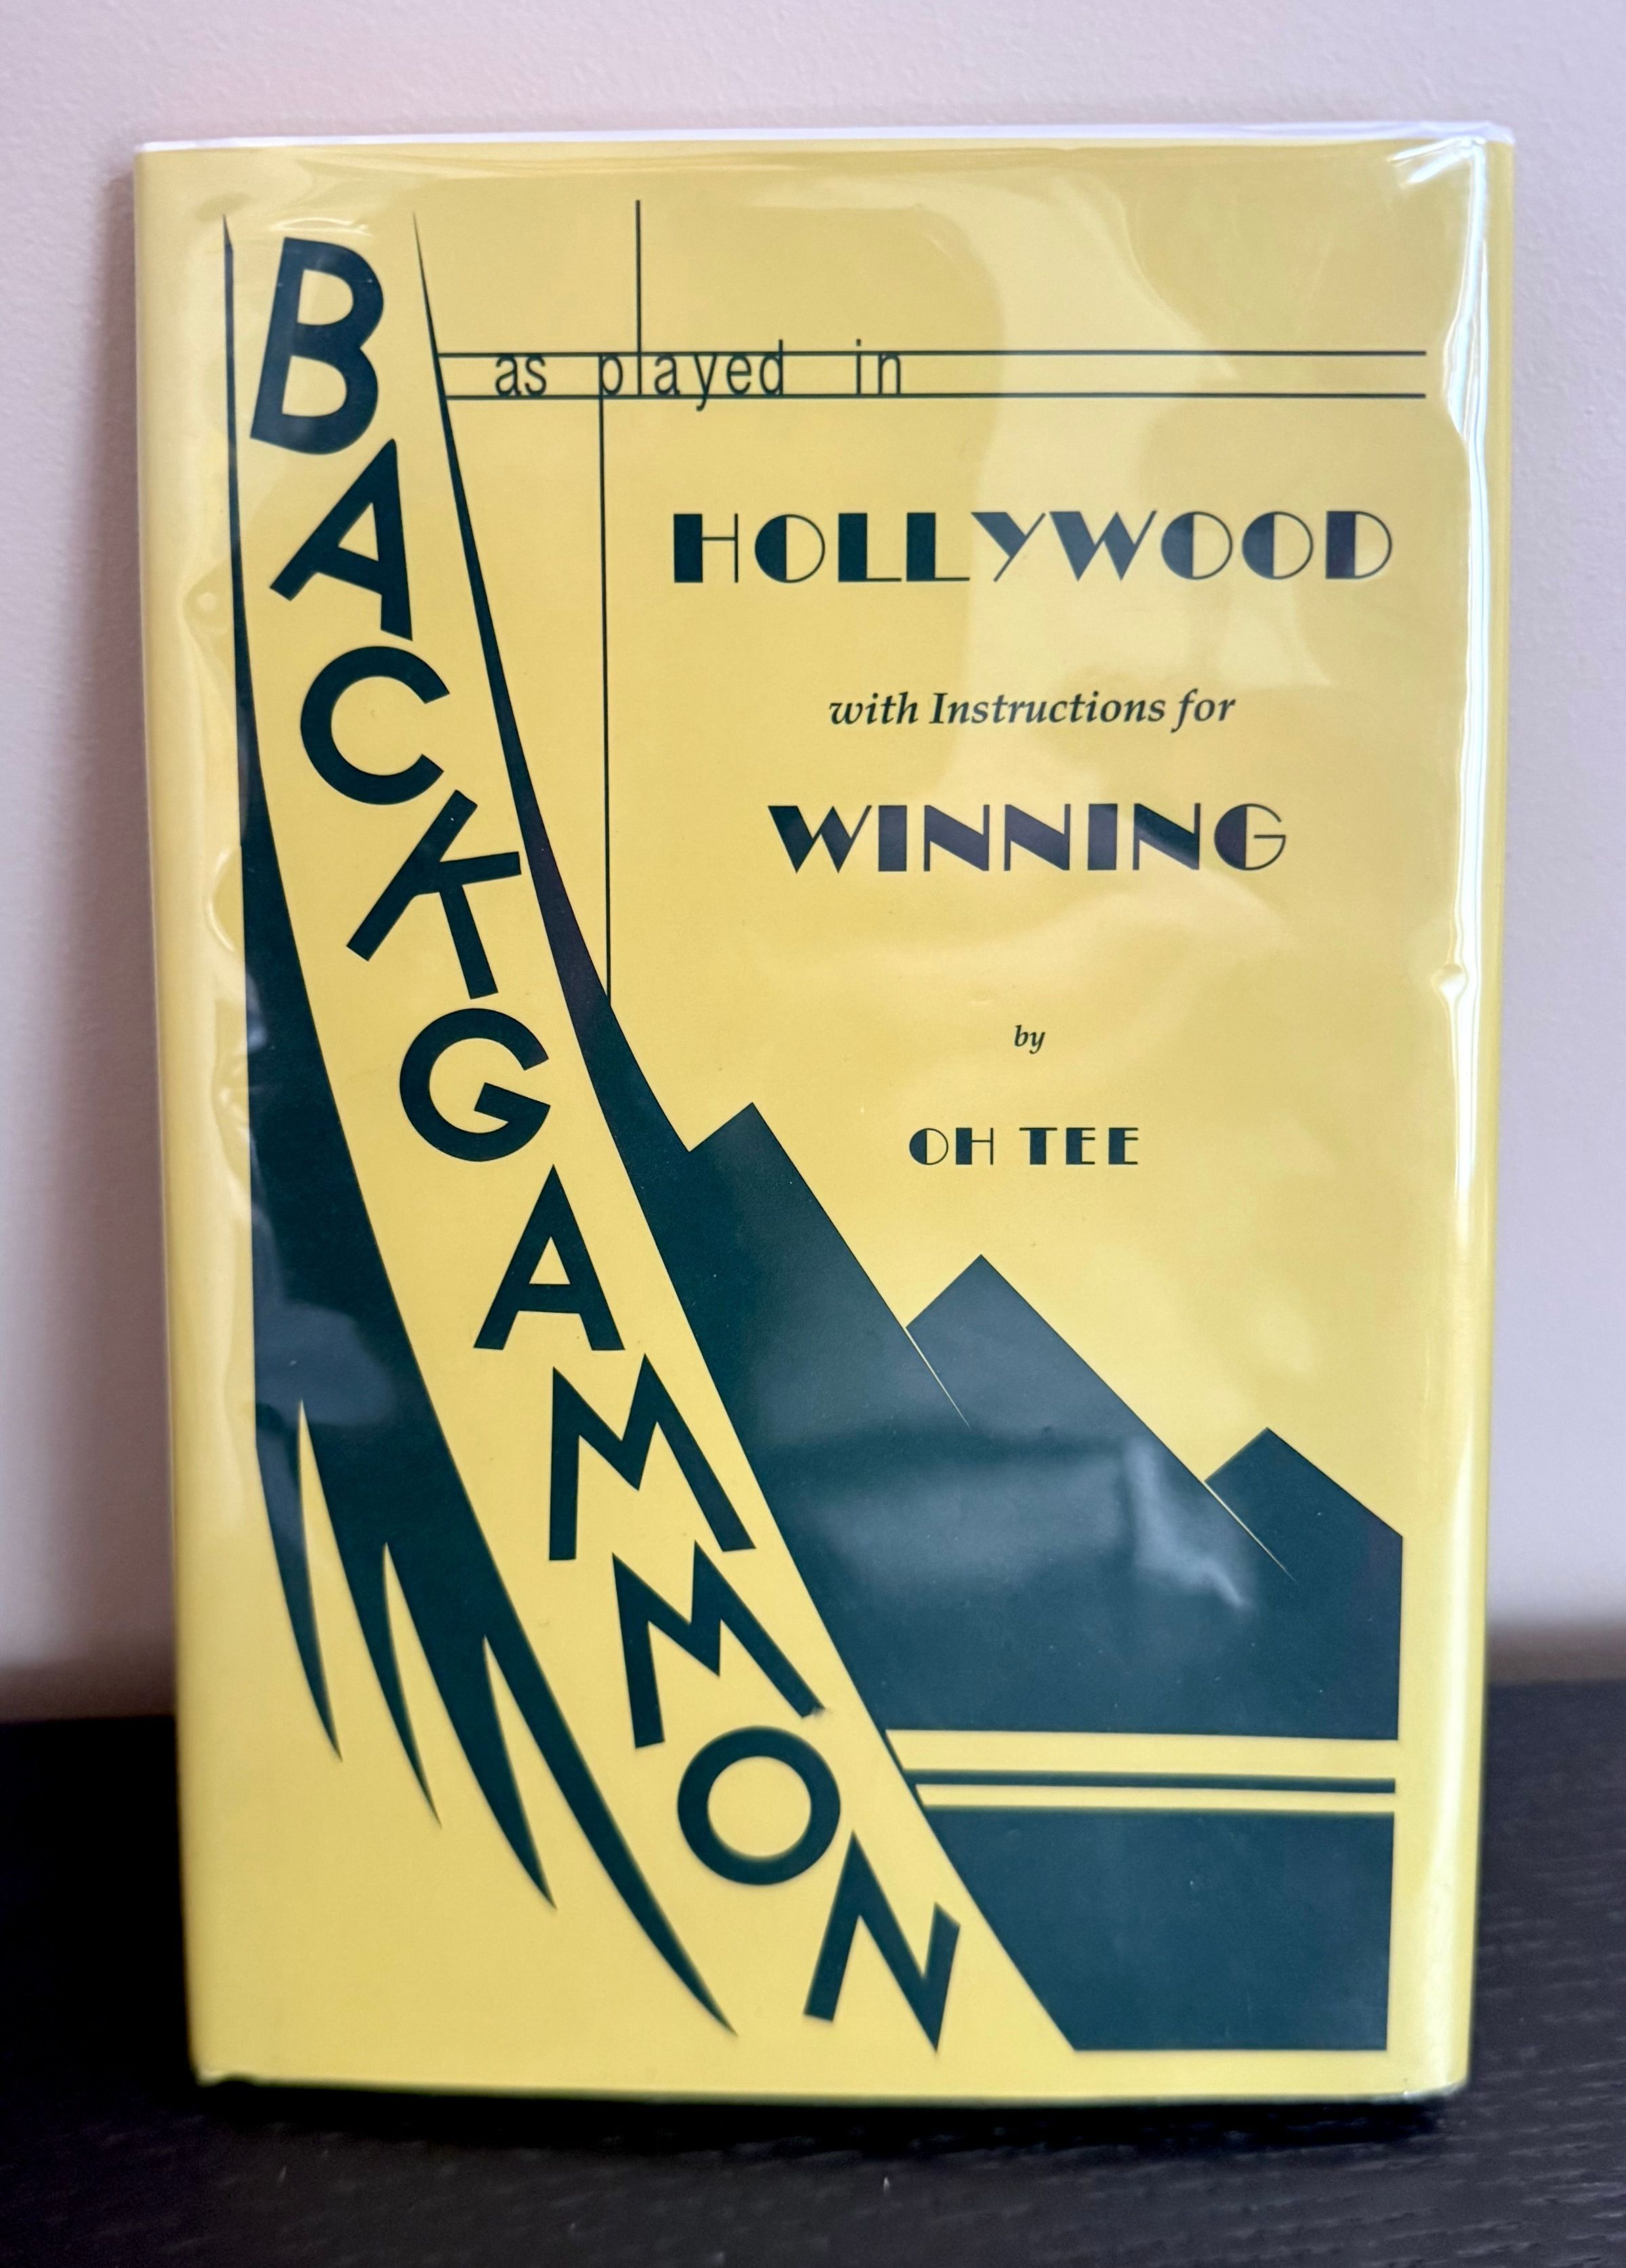 BACKGAMMON
as played in
HOLLYWOOD
with Instructions for
WINNING
by
OH TEE